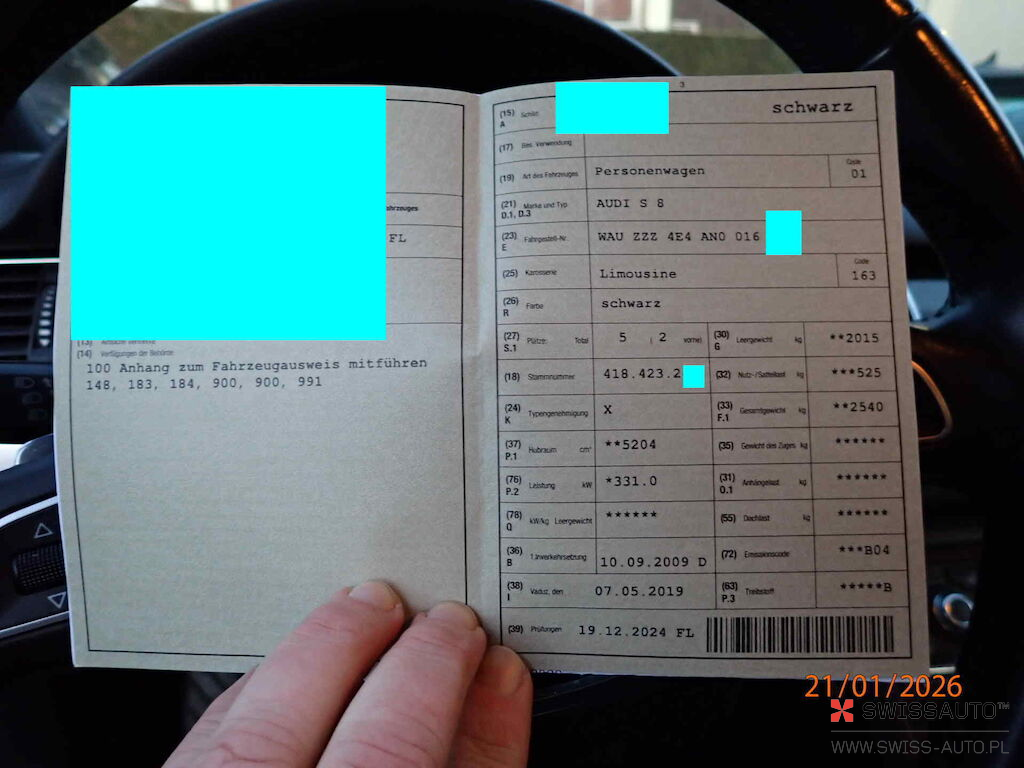 ahrzeuges
FL
(14) Verfügungen der Behörde
100 Anhang zum Fahrzeugausweis mitführen
148, 183, 184, 900, 900, 991
3
(15) A Schild schwarz
(17) Bes. Verwendung
(19) Art des Fahrzeuges Personenwagen Code 01
(21) D.1, D.3 Marke und Typ AUDI S 8
(23) E Fahrgestell-Nr. WAU ZZZ 4E4 AN0 016
(25) Karosserie Limousine Code 163
(26) R Farbe schwarz
(27) S.1 Plätze: Total 5 ( 2 vorne) (30) G Leergewicht kg **2015
(18) Stammnummer 418.423.2 (32) Nutz-/Sattellast kg ***525
(24) K Typengenehmigung X (33) F.1 Gesamtgewicht kg **2540
(37) P.1 Hubraum cm³ **5204 (35) Gewicht des Zuges kg ******
(76) P.2 Leistung kW *331.0 (31) O.1 Anhängelast kg ******
(78) Q kW/kg Leergewicht ****** (55) Dachlast kg ******
(36) B 1.Inverkehrsetzung 10.09.2009 D (72) Emissionscode ***B04
(38) I Vaduz, den 07.05.2019 (63) P.3 Treibstoff *****B
(39) Prüfungen 19.12.2024 FL
21/01/2026
SWISSAUTO™
WWW.SWISS-AUTO.PL